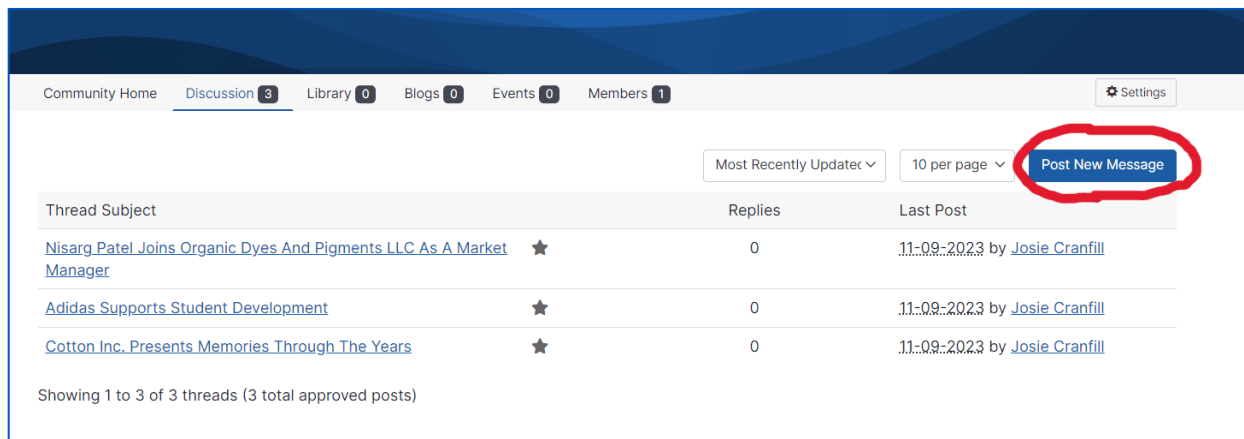 Community Home Discussion 3 Library 0 Blogs 0 Events 0 Members 1 Settings
Most Recently Updated 10 per page Post New Message
Thread Subject Replies Last Post
Nisarg Patel Joins Organic Dyes And Pigments LLC As A Market 0 11-09-2023 by Josie Cranfill
Manager
Adidas Supports Student Development 0 11-09-2023 by Josie Cranfill
Cotton Inc. Presents Memories Through The Years 0 11-09-2023 by Josie Cranfill
Showing 1 to 3 of 3 threads (3 total approved posts)